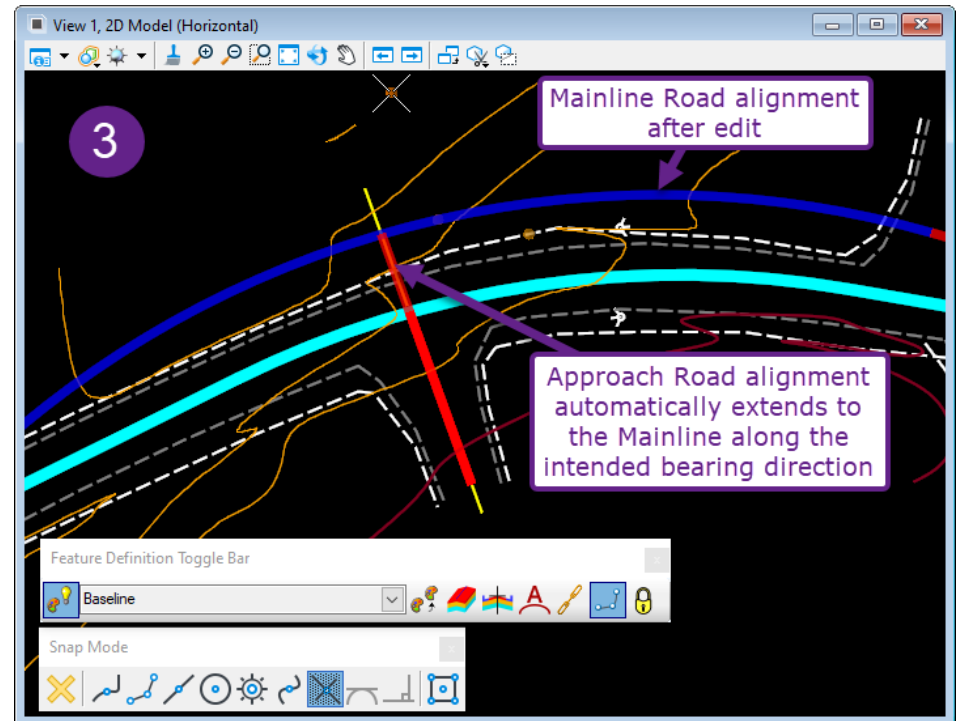 View 1, 2D Model (Horizontal)
3
Mainline Road alignment
after edit
Approach Road alignment
automatically extends to
the Mainline along the
intended bearing direction
Feature Definition Toggle Bar
Baseline
Snap Mode